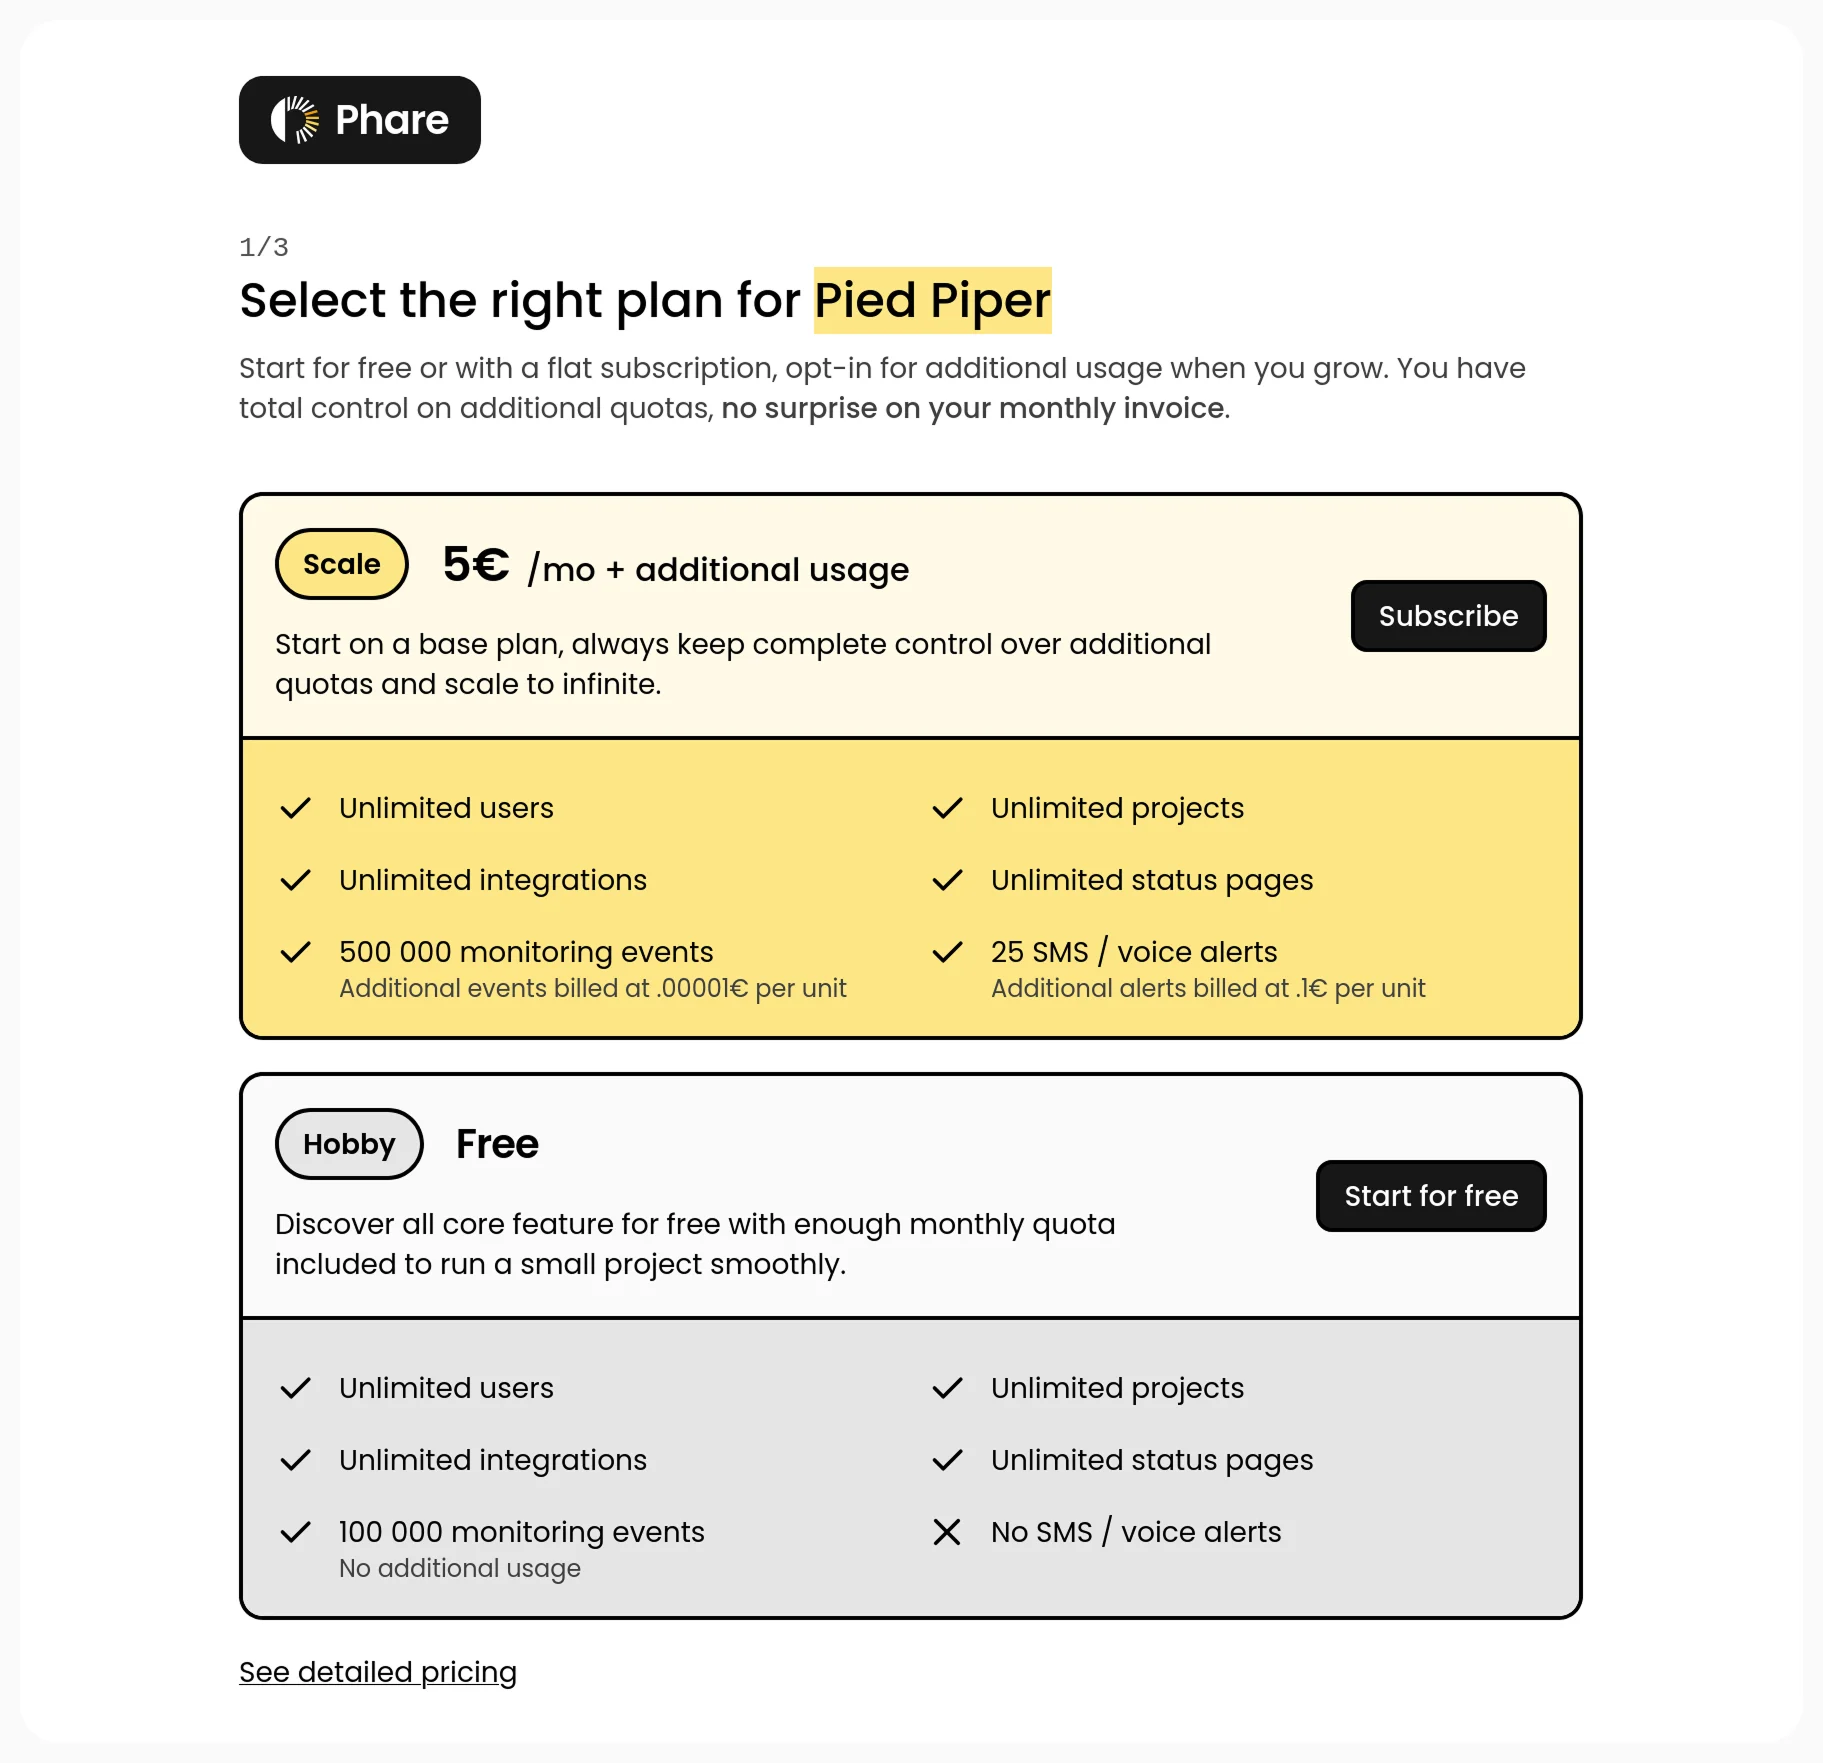 Phare
1/3
Select the right plan for Pied Piper
Start for free or with a flat subscription, opt-in for additional usage when you grow. You have
total control on additional quotas, no surprise on your monthly invoice.
Scale
5€ /mo + additional usage
Subscribe
Start on a base plan, always keep complete control over additional
quotas and scale to infinite.
Unlimited users
Unlimited projects
Unlimited integrations
Unlimited status pages
500 000 monitoring events
Additional events billed at .00001€ per unit
25 SMS / voice alerts
Additional alerts billed at .1€ per unit
Hobby
Free
Start for free
Discover all core feature for free with enough monthly quota
included to run a small project smoothly.
Unlimited users
Unlimited projects
Unlimited integrations
Unlimited status pages
100 000 monitoring events
No additional usage
No SMS / voice alerts
See detailed pricing